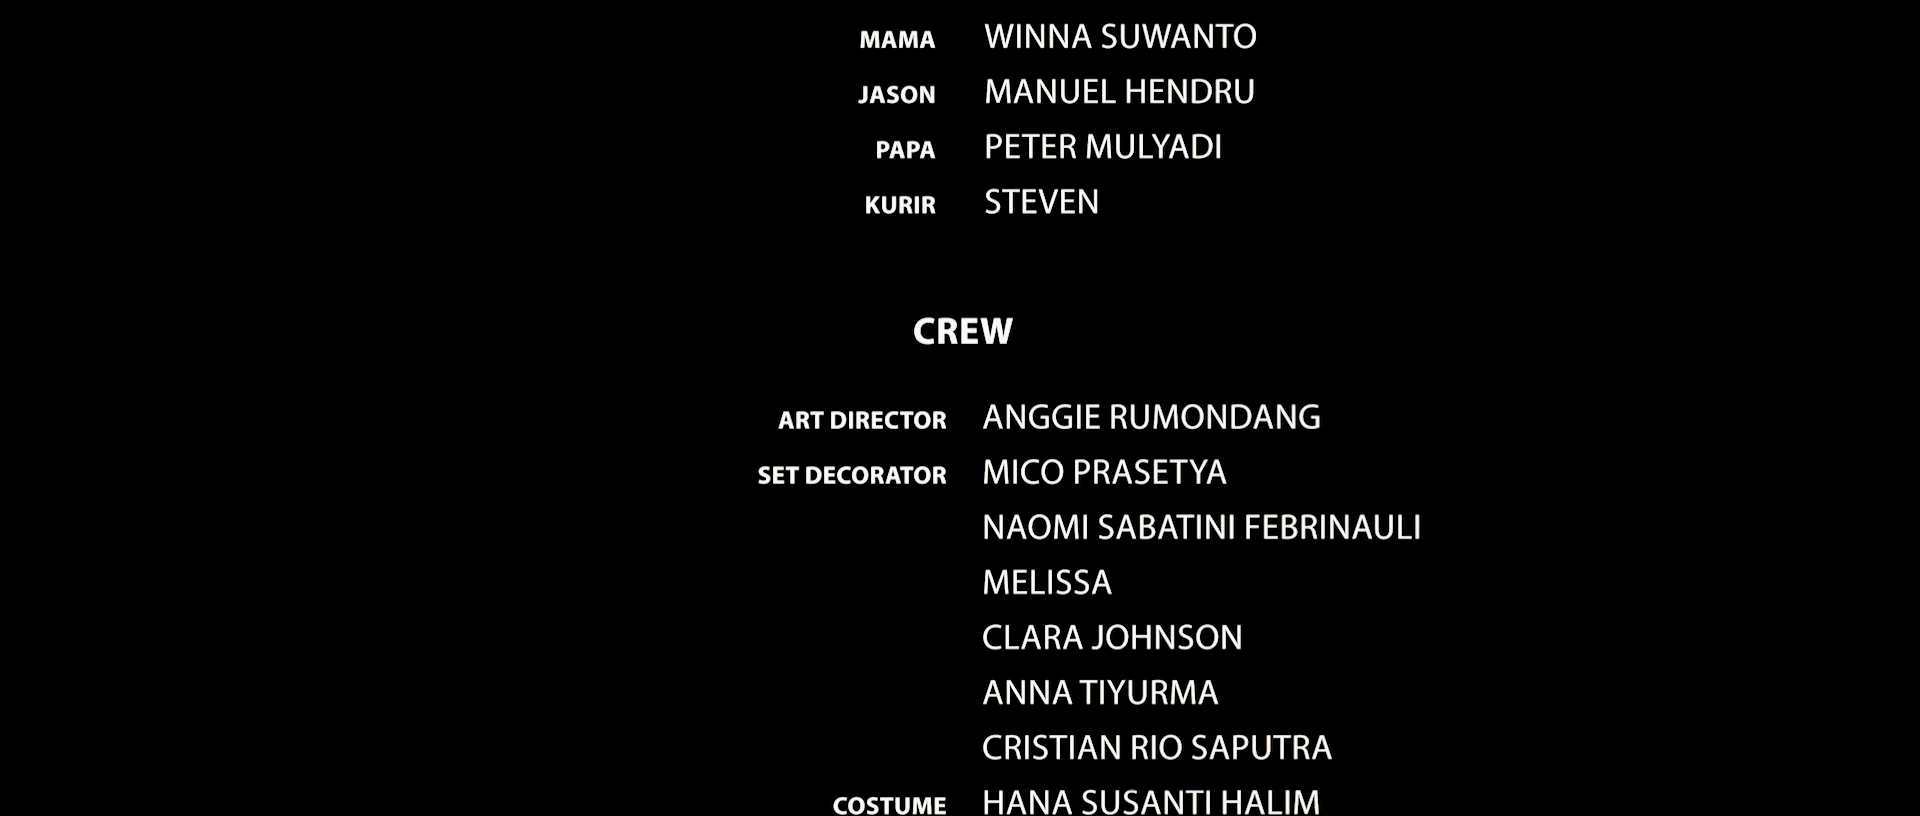 MAMA WINNA SUWANTO
JASON MANUEL HENDRU
PAPA PETER MULYADI
KURIR STEVEN
CREW
ART DIRECTOR ANGGIE RUMONDANG
SET DECORATOR MICO PRASETYA
NAOMI SABATINI FEBRINAULI
MELISSA
CLARA JOHNSON
ANNA TIYURMA
CRISTIAN RIO SAPUTRA
COSTUME HANA SUSANTI HALIM